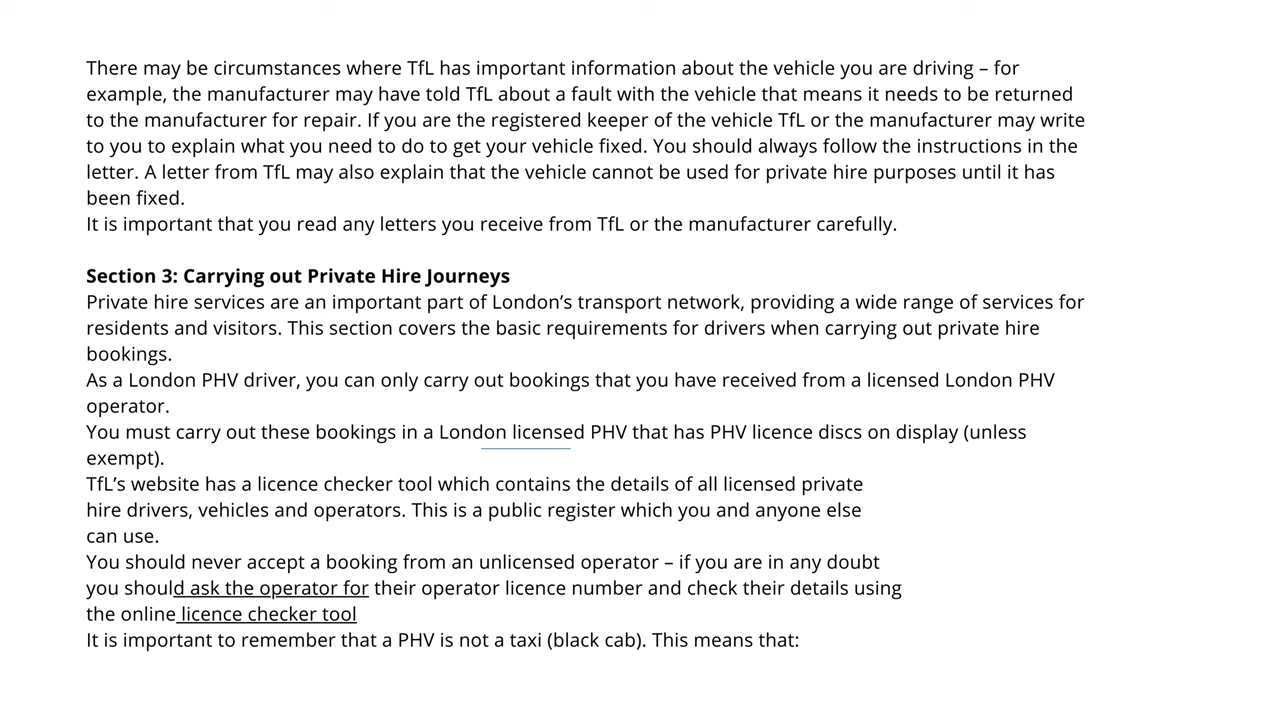 There may be circumstances where TfL has important information about the vehicle you are driving – for
example, the manufacturer may have told TfL about a fault with the vehicle that means it needs to be returned
to the manufacturer for repair. If you are the registered keeper of the vehicle TfL or the manufacturer may write
to you to explain what you need to do to get your vehicle fixed. You should always follow the instructions in the
letter. A letter from TfL may also explain that the vehicle cannot be used for private hire purposes until it has
been fixed.
It is important that you read any letters you receive from TfL or the manufacturer carefully.
Section 3: Carrying out Private Hire Journeys
Private hire services are an important part of London’s transport network, providing a wide range of services for
residents and visitors. This section covers the basic requirements for drivers when carrying out private hire
bookings.
As a London PHV driver, you can only carry out bookings that you have received from a licensed London PHV
operator.
You must carry out these bookings in a London licensed PHV that has PHV licence discs on display (unless
exempt).
TfL’s website has a licence checker tool which contains the details of all licensed private
hire drivers, vehicles and operators. This is a public register which you and anyone else
can use.
You should never accept a booking from an unlicensed operator – if you are in any doubt
you should ask the operator for their operator licence number and check their details using
the online licence checker tool
It is important to remember that a PHV is not a taxi (black cab). This means that: